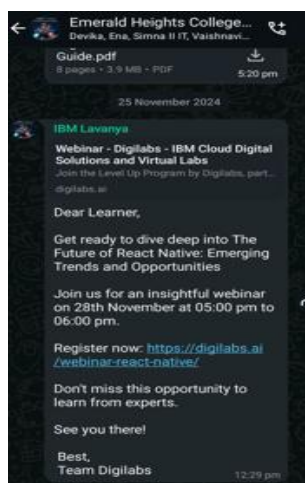 Emerald Heights College...
Devika, Ena, Simna II IT, Vaishnavi...
Guide.pdf
8 pages • 3.9 MB • PDF
5:20 pm
25 November 2024
IBM Lavanya
Webinar - Digilabs - IBM Cloud Digital
Solutions and Virtual Labs
Join the Level Up Program by Digilabs, part...
digilabs.ai
Dear Learner,
Get ready to dive deep into The
Future of React Native: Emerging
Trends and Opportunities
Join us for an insightful webinar
on 28th November at 05:00 pm to
06:00 pm.
Register now: https://digilabs.ai
/webinar-react-native/
Don't miss this opportunity to
learn from experts.
See you there!
Best,
Team Digilabs
12:29 pm